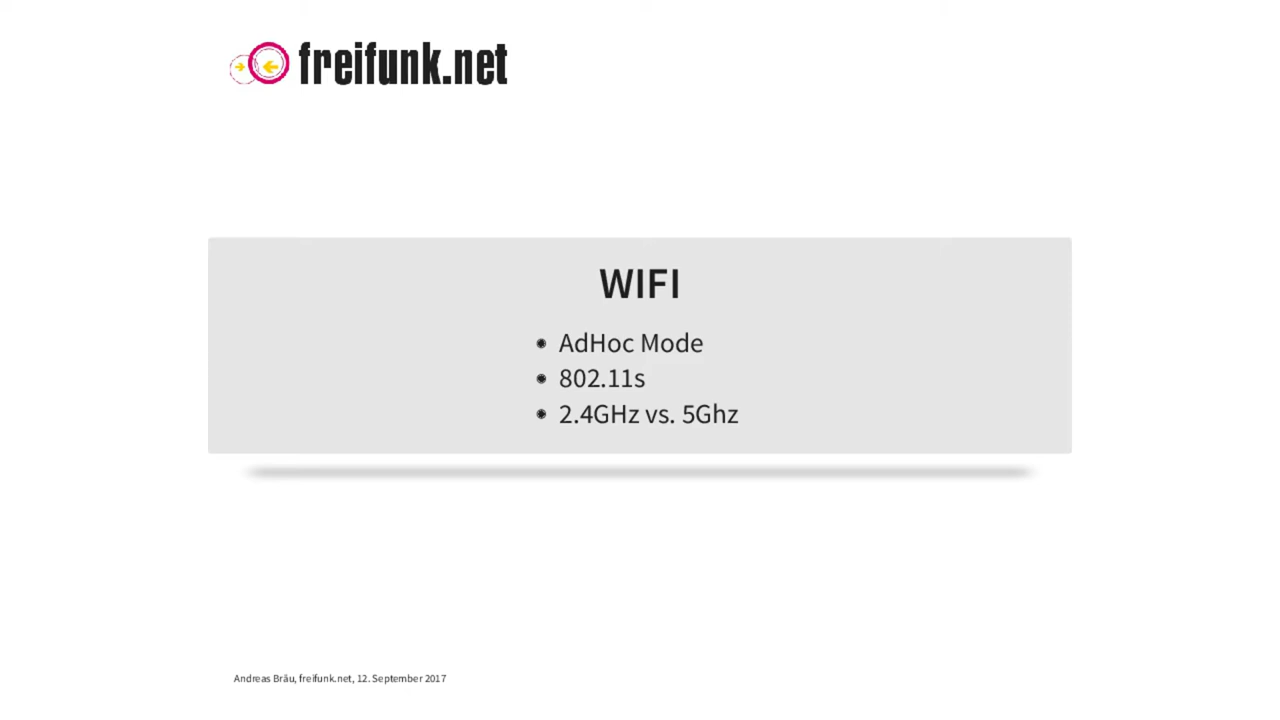 freifunk.net
WIFI
AdHoc Mode
802.11s
2.4GHz vs. 5Ghz
Andreas Bräu, freifunk.net, 12. September 2017